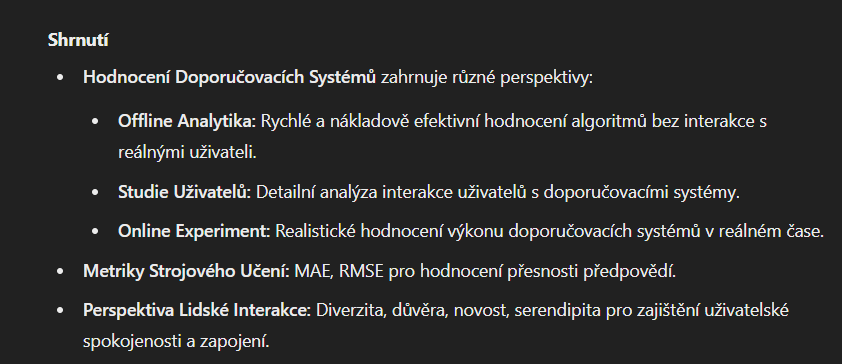 Shrnutí
Hodnocení Doporučovacích Systémů zahrnuje různé perspektivy:
Offline Analytika: Rychlé a nákladově efektivní hodnocení algoritmů bez interakce s
reálnými uživateli.
Studie Uživatelů: Detailní analýza interakce uživatelů s doporučovacími systémy.
Online Experiment: Realistické hodnocení výkonu doporučovacích systémů v reálném čase.
Metriky Strojového Učení: MAE, RMSE pro hodnocení přesnosti předpovědí.
Perspektiva Lidské Interakce: Diverzita, důvěra, novost, serendipita pro zajištění uživatelské
spokojenosti a zapojení.